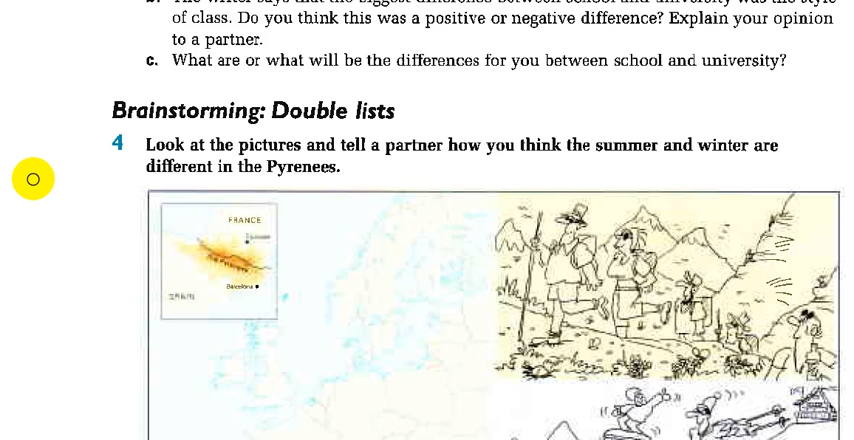 of class. Do you think this was a positive or negative difference? Explain your opinion
to a partner.
c. What are or what will be the differences for you between school and university?
Brainstorming: Double lists
4 Look at the pictures and tell a partner how you think the summer and winter are
different in the Pyrenees.
FRANCE
Barcelona
SPAIN